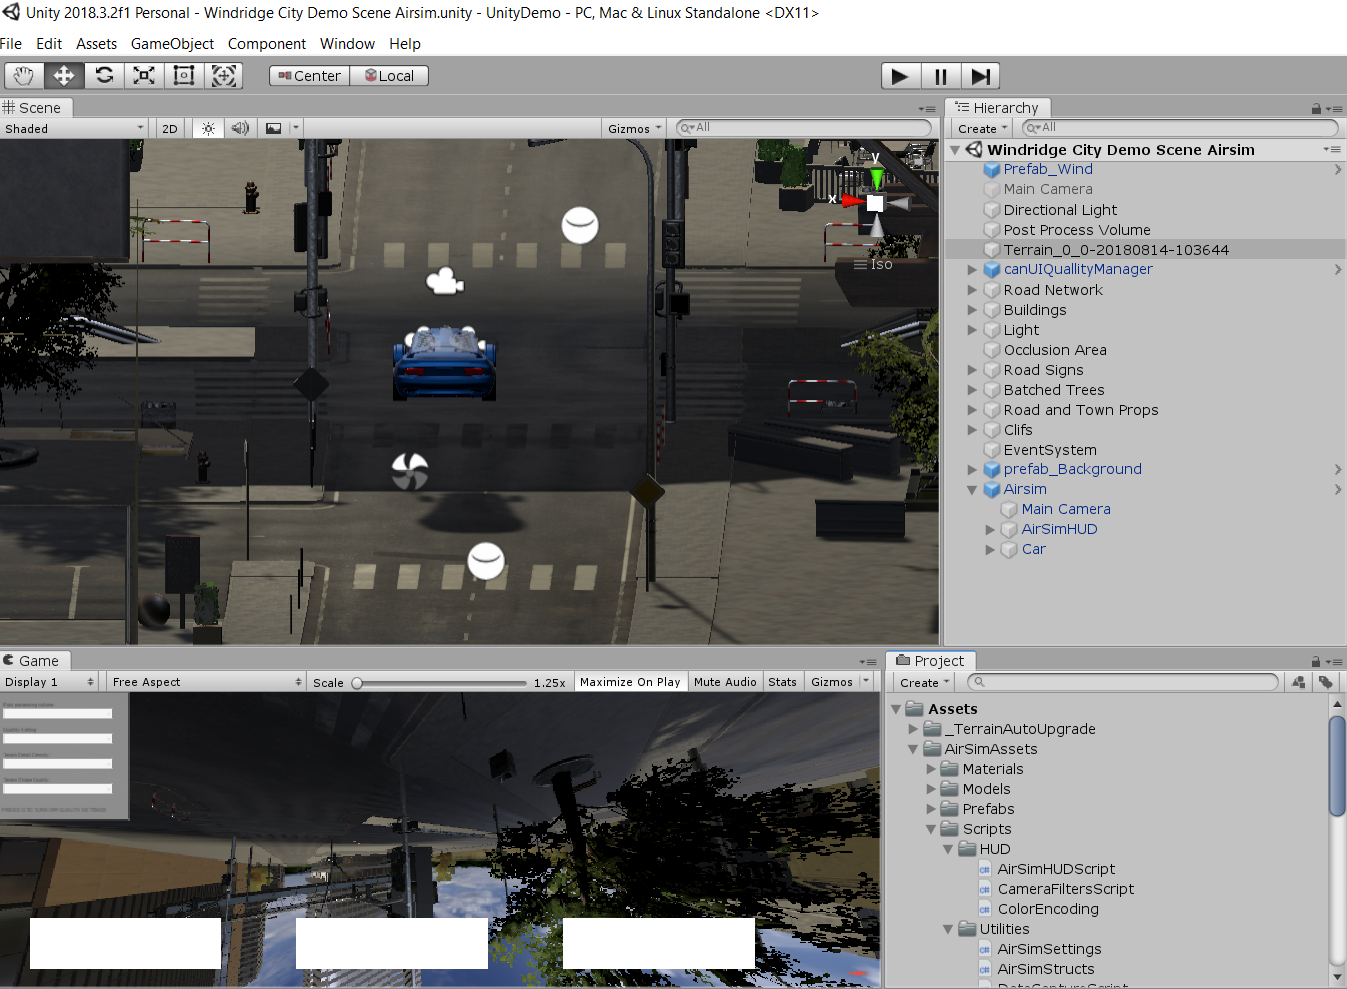 Unity 2018.3.2f1 Personal - Windridge City Demo Scene Airsim.unity - UnityDemo - PC, Mac & Linux Standalone <DX11>
File Edit Assets GameObject Component Window Help
Center Local
Scene
Shaded 2D Gizmos All
y
x
Iso
Hierarchy
Create All
Windridge City Demo Scene Airsim
Prefab_Wind
Main Camera
Directional Light
Post Process Volume
Terrain_0_0-20180814-103644
canUIQuallityManager
Road Network
Buildings
Light
Occlusion Area
Road Signs
Batched Trees
Road and Town Props
Clifs
EventSystem
prefab_Background
Airsim
Main Camera
AirSimHUD
Car
Game
Display 1 Free Aspect Scale 1.25x Maximize On Play Mute Audio Stats Gizmos
Project
Create
Assets
_TerrainAutoUpgrade
AirSimAssets
Materials
Models
Prefabs
Scripts
HUD
AirSimHUDScript
CameraFiltersScript
ColorEncoding
Utilities
AirSimSettings
AirSimStructs
DataCaptureScript